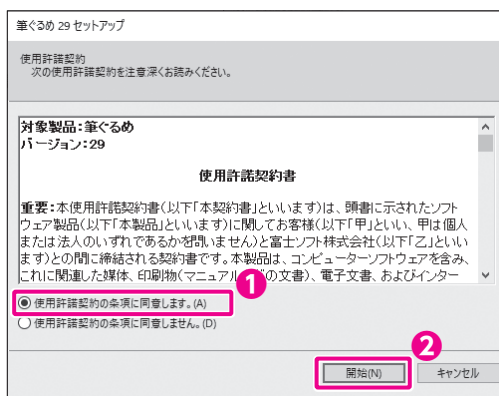 筆ぐるめ 29 セットアップ
使用許諾契約
次の使用許諾契約を注意深くお読みください。
対象製品:筆ぐるめ
バージョン:29
使用許諾契約書
重要:本使用許諾契約書(以下「本契約書」といいます)は、頭書に示されたソフト
ウェア製品(以下「本製品」といいます)に関してお客様(以下「甲」といい、甲は個人
または法人のいずれであるかを問いません)と富士ソフト株式会社(以下「乙」といい
ます)との間に締結される契約書です。本製品は、コンピューターソフトウェアを含み、
これに関連した媒体、印刷物(マニュアル の文書)、電子文書、およびインター
1
使用許諾契約の条項に同意します。(A)
使用許諾契約の条項に同意しません。(D)
2
開始(N)
キャンセル